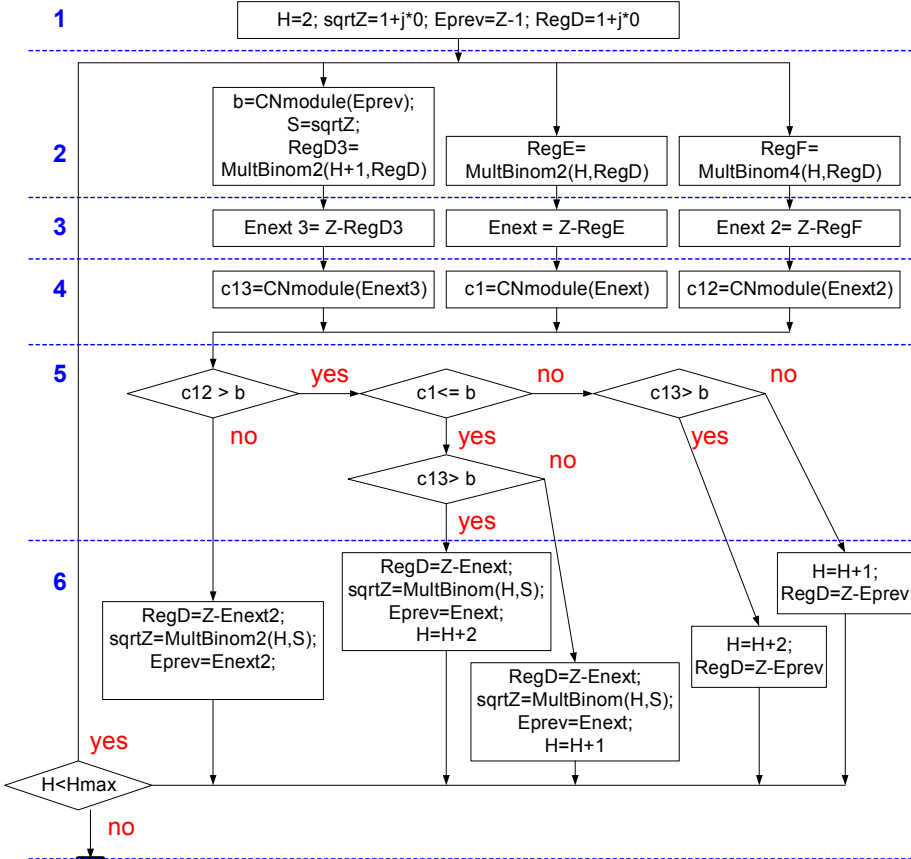 1
H=2; sqrtZ=1+j*0; Eprev=Z-1; RegD=1+j*0
2
b=CNmodule(Eprev);
S=sqrtZ;
RegD3=
MultBinom2(H+1,RegD)
RegE=
MultBinom2(H,RegD)
RegF=
MultBinom4(H,RegD)
3
Enext 3= Z-RegD3
Enext = Z-RegE
Enext 2= Z-RegF
4
c13=CNmodule(Enext3)
c1=CNmodule(Enext)
c12=CNmodule(Enext2)
5
c12 > b
yes
c1<= b
no
c13> b
no
no
yes
yes
c13> b
no
yes
6
RegD=Z-Enext2;
sqrtZ=MultBinom2(H,S);
Eprev=Enext2;
RegD=Z-Enext;
sqrtZ=MultBinom(H,S);
Eprev=Enext;
H=H+2
RegD=Z-Enext;
sqrtZ=MultBinom(H,S);
Eprev=Enext;
H=H+1
H=H+2;
RegD=Z-Eprev
H=H+1;
RegD=Z-Eprev
yes
H<Hmax
no